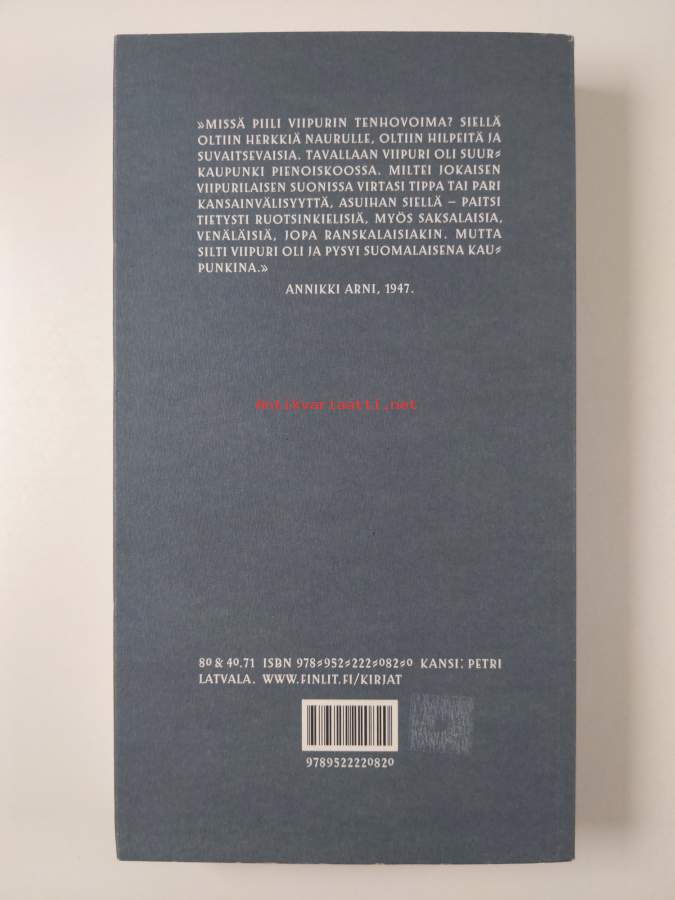 »MISSÄ PIILI VIIPURIN TENHOVOIMA? SIELLÄ
OLTIIN HERKKIÄ NAURULLE, OLTIIN HILPEITÄ JA
SUVAITSEVAISIA. TAVALLAAN VIIPURI OLI SUUR-
KAUPUNKI PIENOISKOOSSA. MILTEI JOKAISEN
VIIPURILAISEN SUONISSA VIRTASI TIPPA TAI PARI
KANSAINVÄLISYYTTÄ, ASUIHAN SIELLÄ – PAITSI
TIETYSTI RUOTSINKIELISIÄ, MYÖS SAKSALAISIA,
VENÄLÄISIÄ, JOPA RANSKALAISIAKIN. MUTTA
SILTI VIIPURI OLI JA PYSYI SUOMALAISENA KAU-
PUNKINA.»
ANNIKKI ARNI, 1947.
Antikvariaatti.net
80 & 40.71 ISBN 978-952-222-082-0 KANSI: PETRI
LATVALA. WWW.FINLIT.FI/KIRJAT
9789522220820